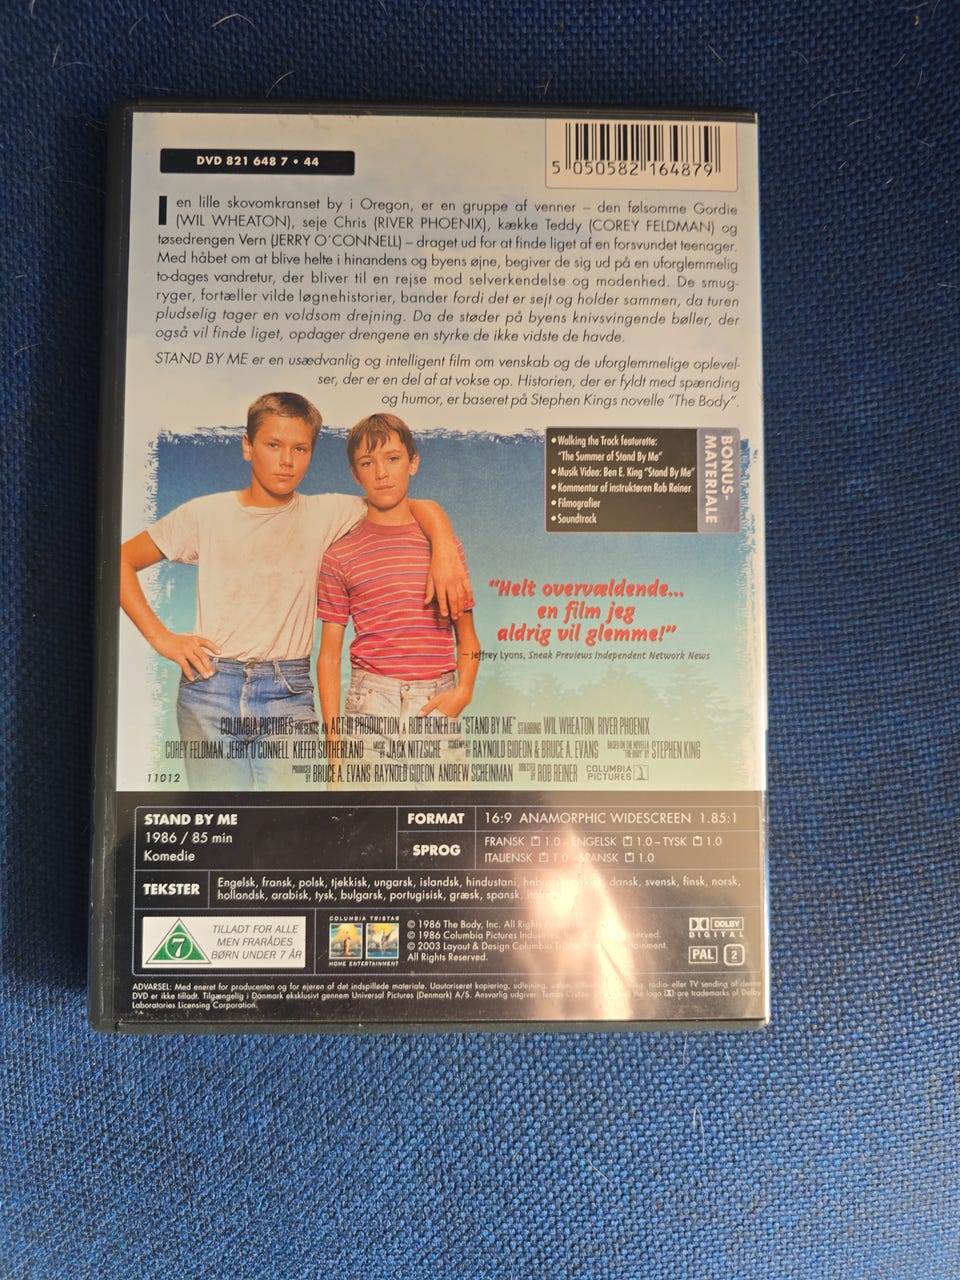 DVD 821 648 7 • 44
5 050582 164879
I en lille skovomkranset by i Oregon, er en gruppe af venner – den følsomme Gordie
(WIL WHEATON), seje Chris (RIVER PHOENIX), kække Teddy (COREY FELDMAN) og
tøsedrengen Vern (JERRY O'CONNELL) – draget ud for at finde liget af en forsvundet teenager.
Med håbet om at blive helte i hinandens og byens øjne, begiver de sig ud på en uforglemmelig
to-dages vandretur, der bliver til en rejse mod selverkendelse og modenhed. De smug-
ryger, fortæller vilde løgnehistorier, bander fordi det er sejt og holder sammen, da turen
pludselig tager en voldsom drejning. Da de støder på byens knivsvingende bøller, der
også vil finde liget, opdager drengene en styrke de ikke vidste de havde.
STAND BY ME er en usædvanlig og intelligent film om venskab og de uforglemmelige oplevel-
ser, der er en del af at vokse op. Historien, der er fyldt med spænding
og humor, er baseret på Stephen Kings novelle "The Body".
BONUS-
MATERIALE
• Walking the Track featurette:
"The Summer of Stand By Me"
• Musik Video: Ben E. King "Stand By Me"
• Kommentar af instruktøren Rob Reiner
• Filmografier
• Soundtrack
"Helt overvældende...
en film jeg
aldrig vil glemme!"
– Jeffrey Lyons, Sneak Previews Independent Network News
COLUMBIA PICTURES PRESENTS AN ACT III PRODUCTION A ROB REINER FILM "STAND BY ME" STARRING WIL WHEATON RIVER PHOENIX
COREY FELDMAN JERRY O'CONNELL KIEFER SUTHERLAND MUSIC BY JACK NITZSCHE SCREENPLAY BY RAYNOLD GIDEON & BRUCE A. EVANS BASED ON THE NOVELLA "THE BODY" BY STEPHEN KING
PRODUCED BY BRUCE A. EVANS RAYNOLD GIDEON ANDREW SCHEINMAN DIRECTED BY ROB REINER COLUMBIA PICTURES
11012
STAND BY ME
1986 / 85 min
Komedie
FORMAT 16:9 ANAMORPHIC WIDESCREEN 1.85:1
SPROG FRANSK 1.0 – ENGELSK 1.0 – TYSK 1.0
ITALIENSK 1.0 – SPANSK 1.0
TEKSTER Engelsk, fransk, polsk, tjekkisk, ungarsk, islandsk, hindustani, dansk, svensk, finsk, norsk,
hollandsk, arabisk, tysk, bulgarsk, portugisisk, græsk, spansk,
7
TILLADT FOR ALLE
MEN FRARÅDES
BØRN UNDER 7 ÅR
COLUMBIA TRISTAR
HOME ENTERTAINMENT
© 1986 The Body, Inc. All Rights
© 1986 Columbia Pictures Industries, reserved.
© 2003 Layout & Design Columbia Entertainment.
All Rights Reserved.
DOLBY
DIGITAL
PAL 2
ADVARSEL: Med eneret for producenten og for ejeren af det indspillede materiale. Uautoriseret kopiering, udlejning, radio- eller TV sending af denne
DVD er ikke tilladt. Tilgængelig i Danmark eksklusivt gennem Universal Pictures (Denmark) A/S. Ansvarlig udgiver: the logo are trademarks of Dolby
Laboratories Licensing Corporation.